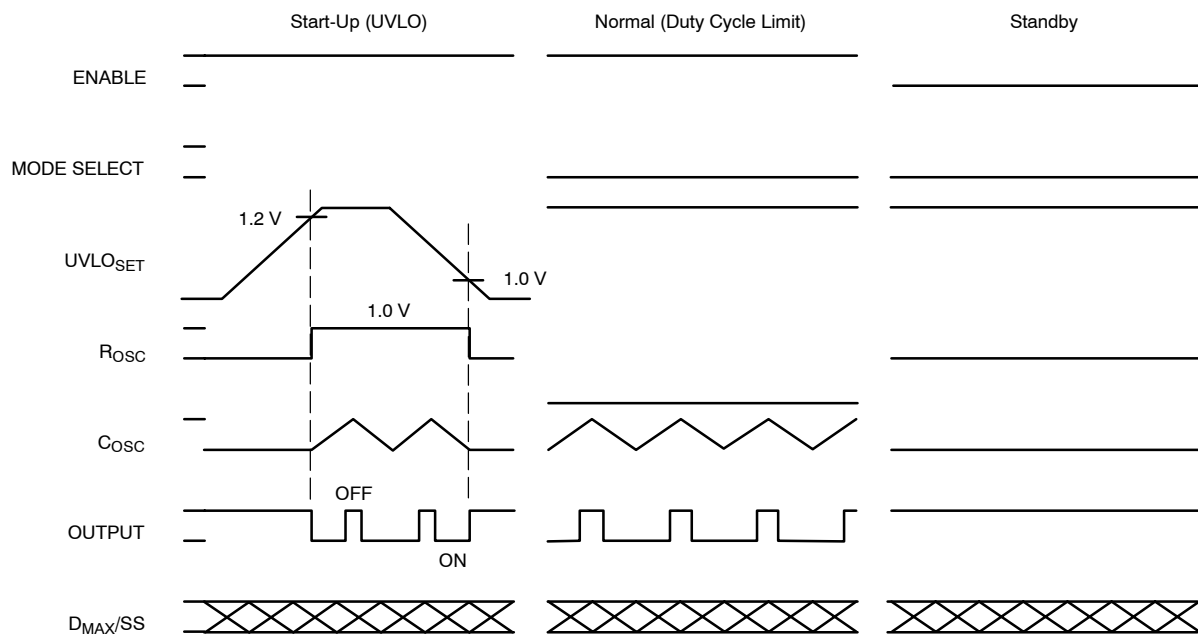 Start-Up (UVLO)
Normal (Duty Cycle Limit)
Standby
ENABLE
MODE SELECT
1.2 V
UVLOSET
1.0 V
1.0 V
ROSC
COSC
OFF
OUTPUT
ON
DMAX/SS